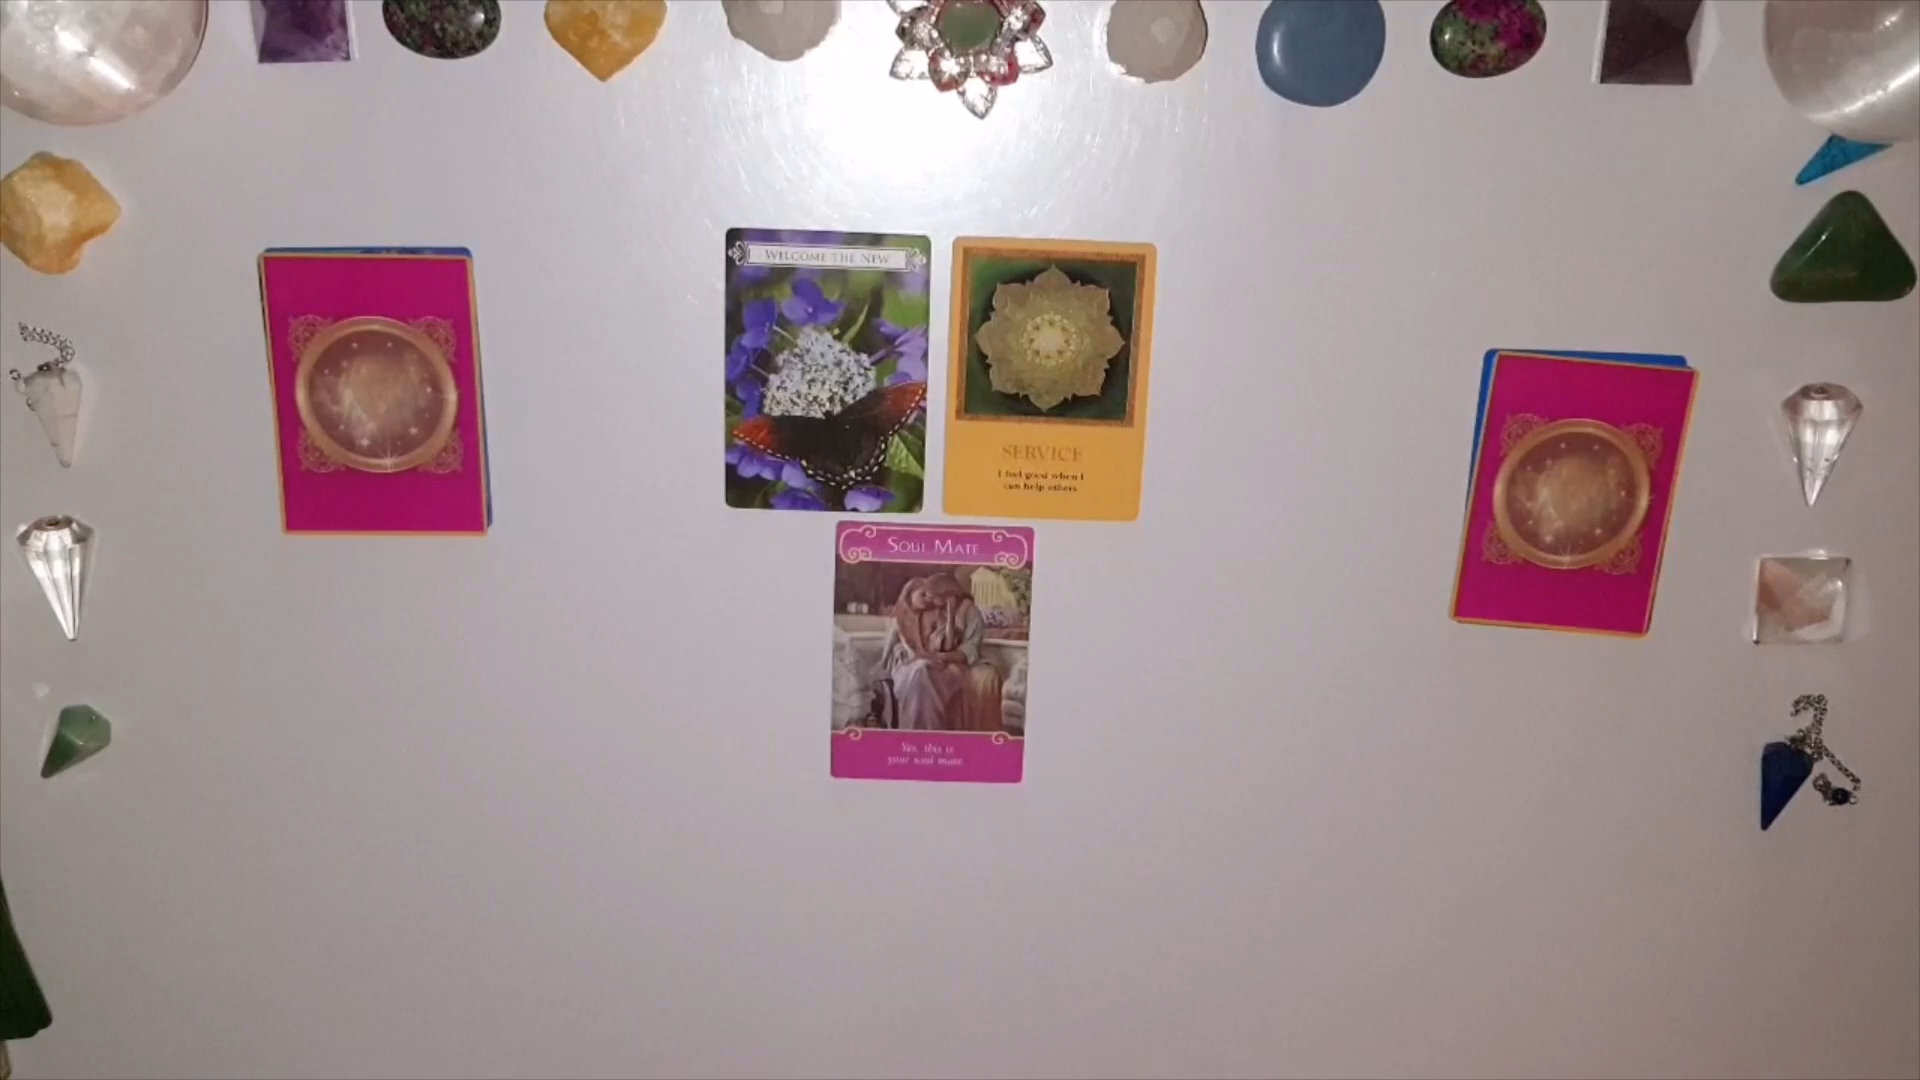 WELCOME THE NEW
SERVICE
I feel good when I
can help others
SOUL MATE
Yes, this is
your soul mate.